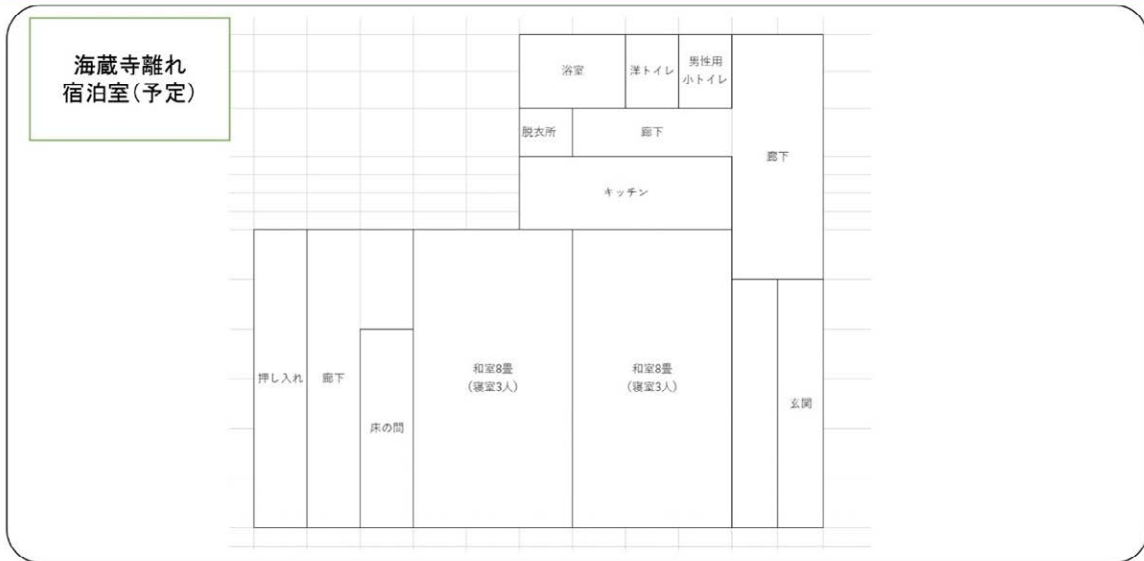 海蔵寺離れ
宿泊室(予定)
浴室
洋トイレ
男性用
小トイレ
脱衣所
廊下
廊下
キッチン
押し入れ
廊下
床の間
和室8畳
(寝室3人)
和室8畳
(寝室3人)
玄関